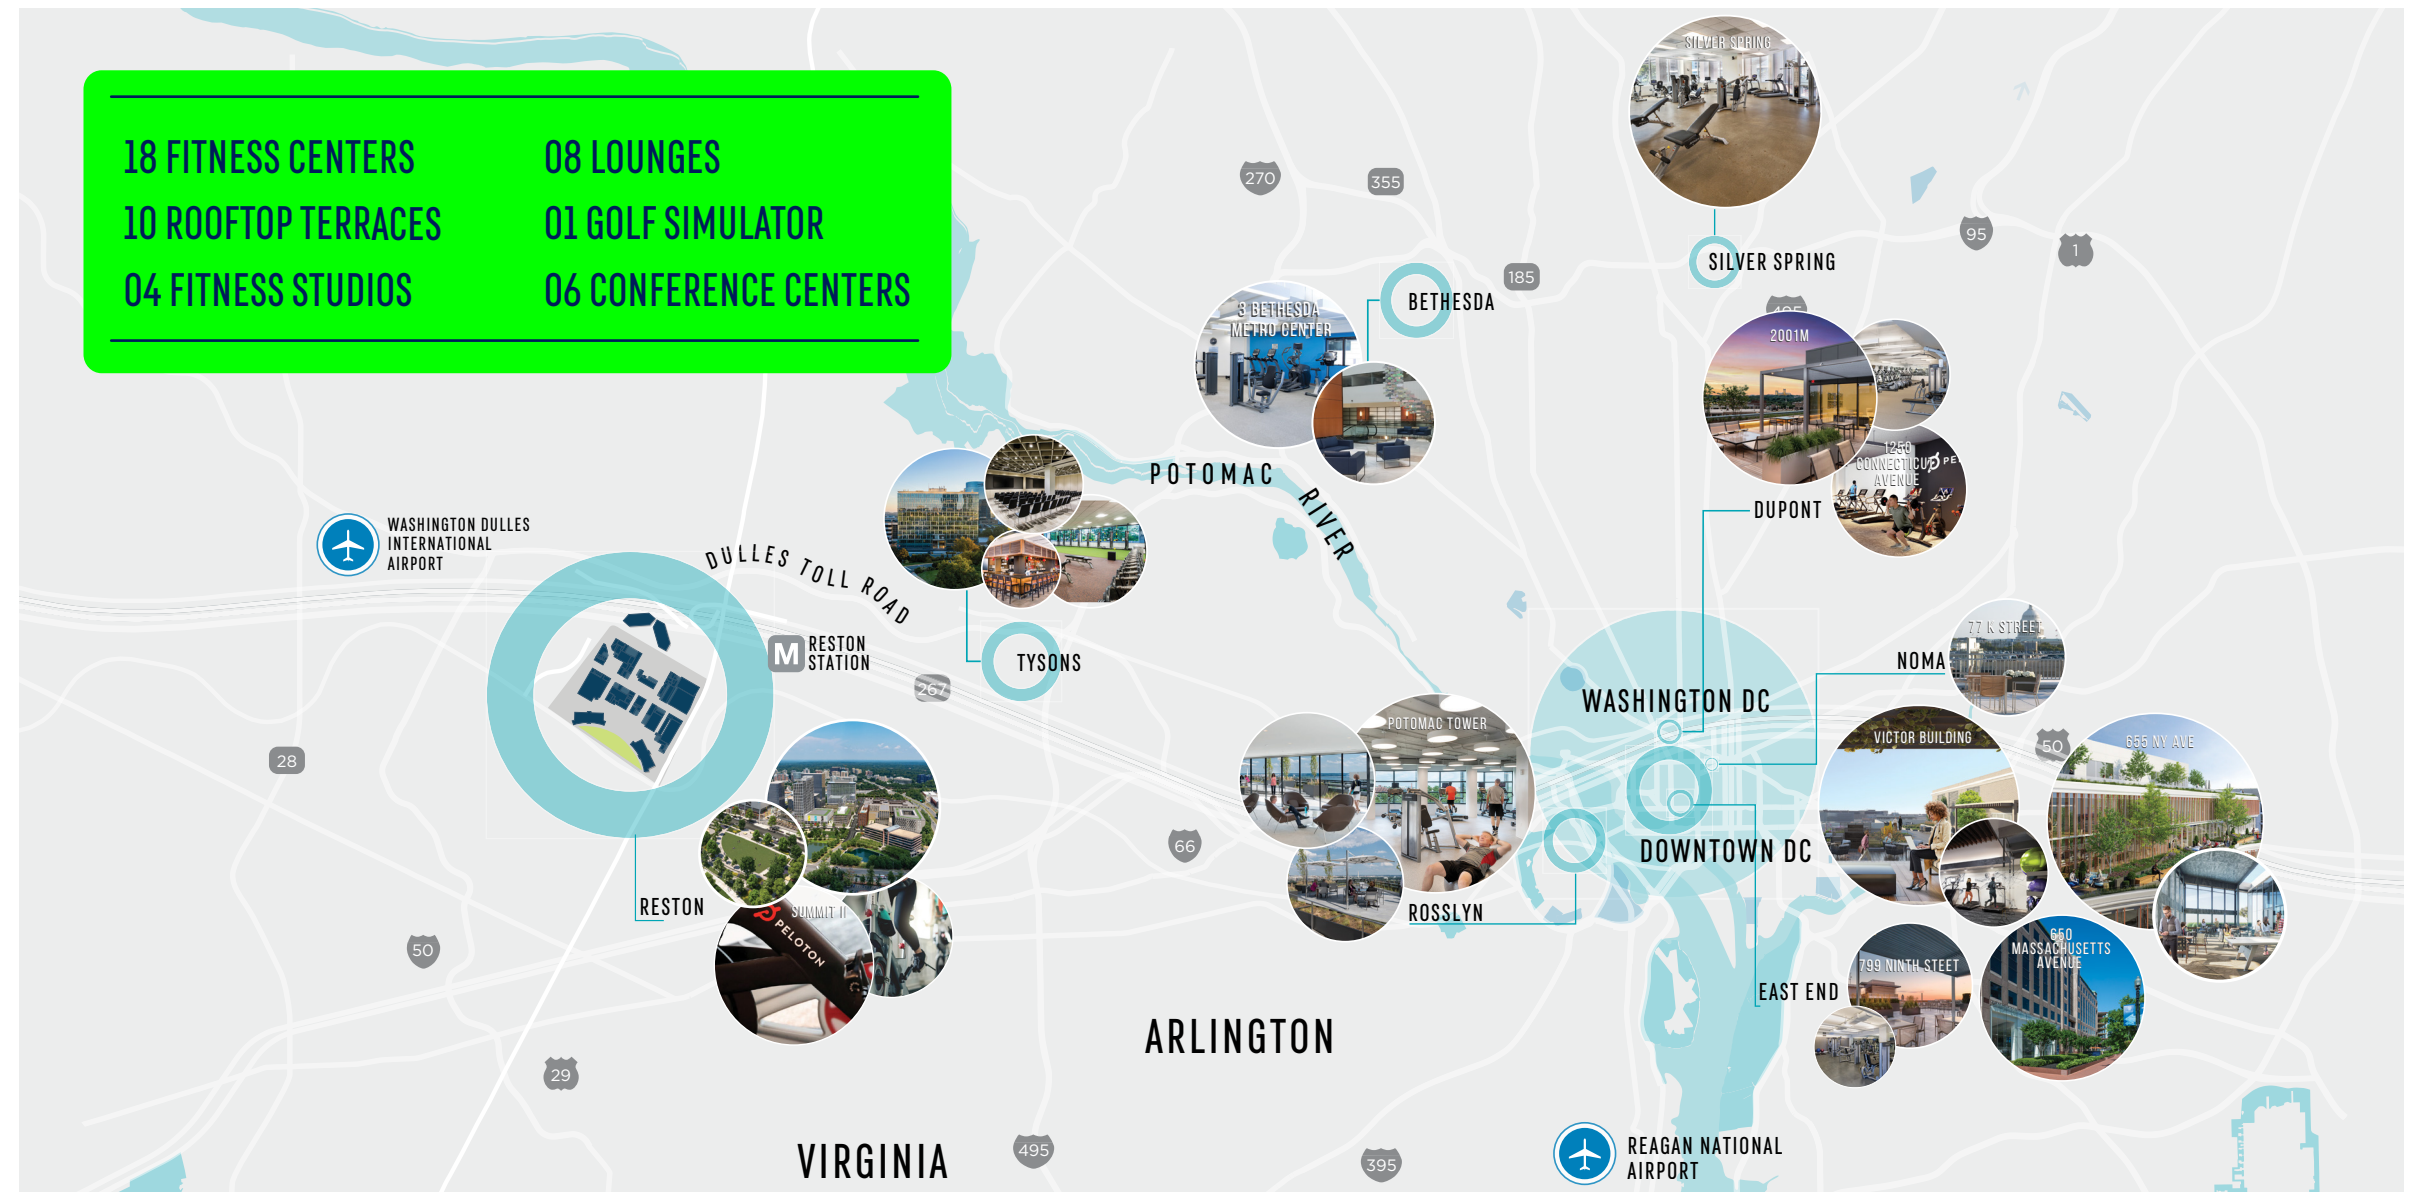 18 FITNESS CENTERS
10 ROOFTOP TERRACES
04 FITNESS STUDIOS
08 LOUNGES
01 GOLF SIMULATOR
06 CONFERENCE CENTERS
SILVER SPRING
270
355
95
1
SILVER SPRING
185
BETHESDA
3 BETHESDA
METRO CENTER
495
2001M
1250
CONNECTICUT
AVENUE
PE
DUPONT
POTOMAC
RIVER
WASHINGTON DULLES
INTERNATIONAL
AIRPORT
DULLES TOLL ROAD
M
RESTON
STATION
TYSONS
267
77 K STREET
NOMA
WASHINGTON DC
POTOMAC TOWER
VICTOR BUILDING
50
655 NY AVE
28
66
DOWNTOWN DC
RESTON
SUMMIT II
PELOTON
ROSSLYN
50
650
MASSACHUSETTS
AVENUE
799 NINTH STEET
EAST END
ARLINGTON
29
VIRGINIA
495
395
REAGAN NATIONAL
AIRPORT